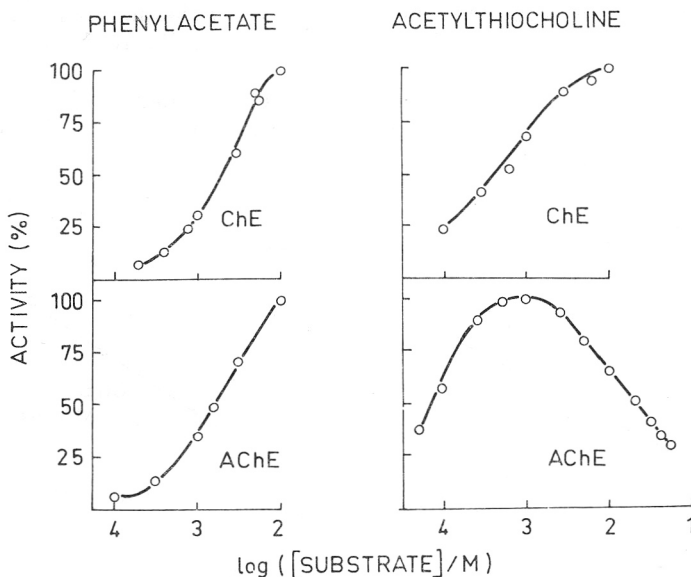 PHENYLACETATE
ACETYLTHIOCHOLINE
ACTIVITY (%)
100
75
50
25
ChE
ChE
100
75
50
25
AChE
AChE
4
3
2
4
3
2
1
log ([SUBSTRATE]/M)